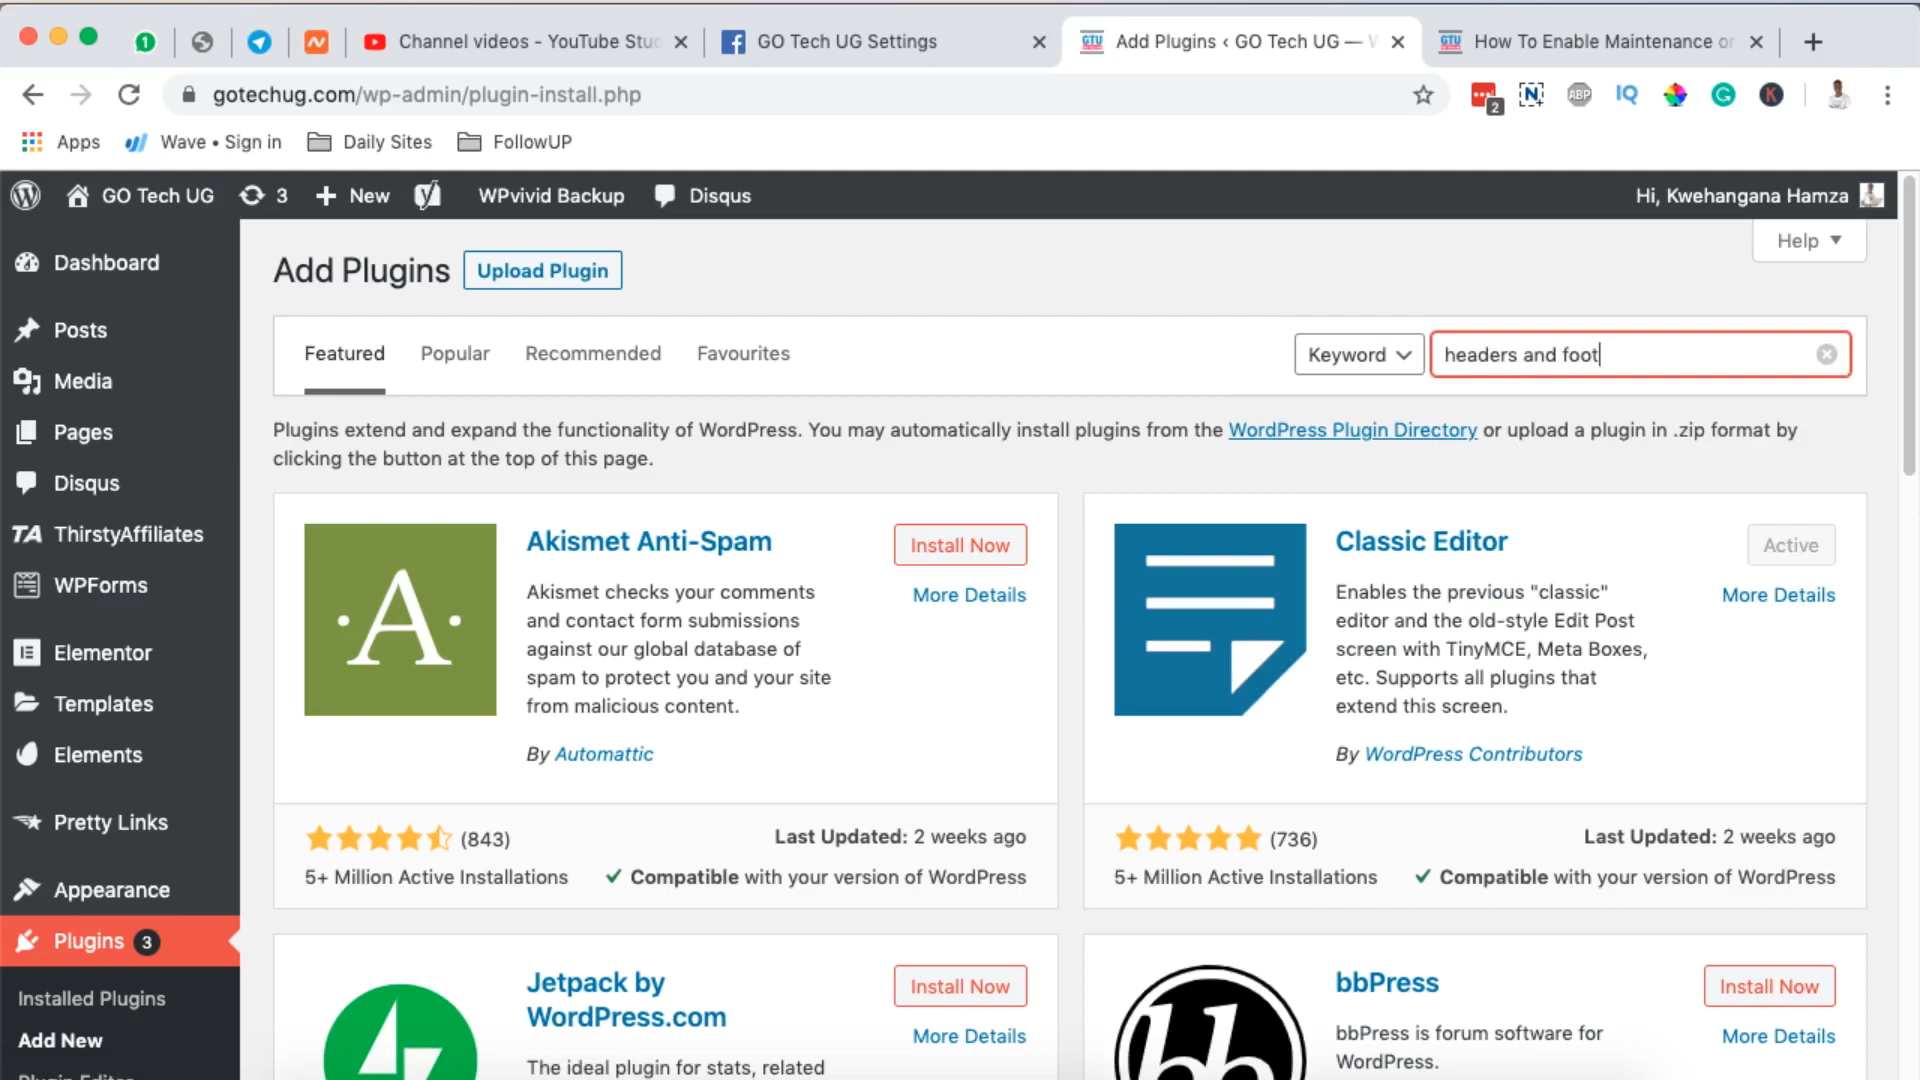 1
Channel videos - YouTube Stu
GO Tech UG Settings
GTU
Add Plugins ‹ GO Tech UG —
GTU
How To Enable Maintenance or
gotechug.com/wp-admin/plugin-install.php
2
N
ABP
IQ
G
K
Apps
Wave • Sign in
Daily Sites
FollowUP
GO Tech UG
3
New
WPvivid Backup
Disqus
Hi, Kwehangana Hamza
Help
Dashboard
Posts
Media
Pages
Disqus
TA ThirstyAffiliates
WPForms
Elementor
Templates
Elements
Pretty Links
Appearance
Plugins 3
Installed Plugins
Add New
Plugin Editor
Add Plugins
Upload Plugin
Featured
Popular
Recommended
Favourites
Keyword
headers and foot
Plugins extend and expand the functionality of WordPress. You may automatically install plugins from the WordPress Plugin Directory or upload a plugin in .zip format by
clicking the button at the top of this page.
A
Akismet Anti-Spam
Install Now
More Details
Akismet checks your comments
and contact form submissions
against our global database of
spam to protect you and your site
from malicious content.
By Automattic
(843)
Last Updated: 2 weeks ago
5+ Million Active Installations
Compatible with your version of WordPress
Classic Editor
Active
More Details
Enables the previous "classic"
editor and the old-style Edit Post
screen with TinyMCE, Meta Boxes,
etc. Supports all plugins that
extend this screen.
By WordPress Contributors
(736)
Last Updated: 2 weeks ago
5+ Million Active Installations
Compatible with your version of WordPress
Jetpack by
WordPress.com
Install Now
More Details
The ideal plugin for stats, related
bb
bbPress
Install Now
More Details
bbPress is forum software for
WordPress.